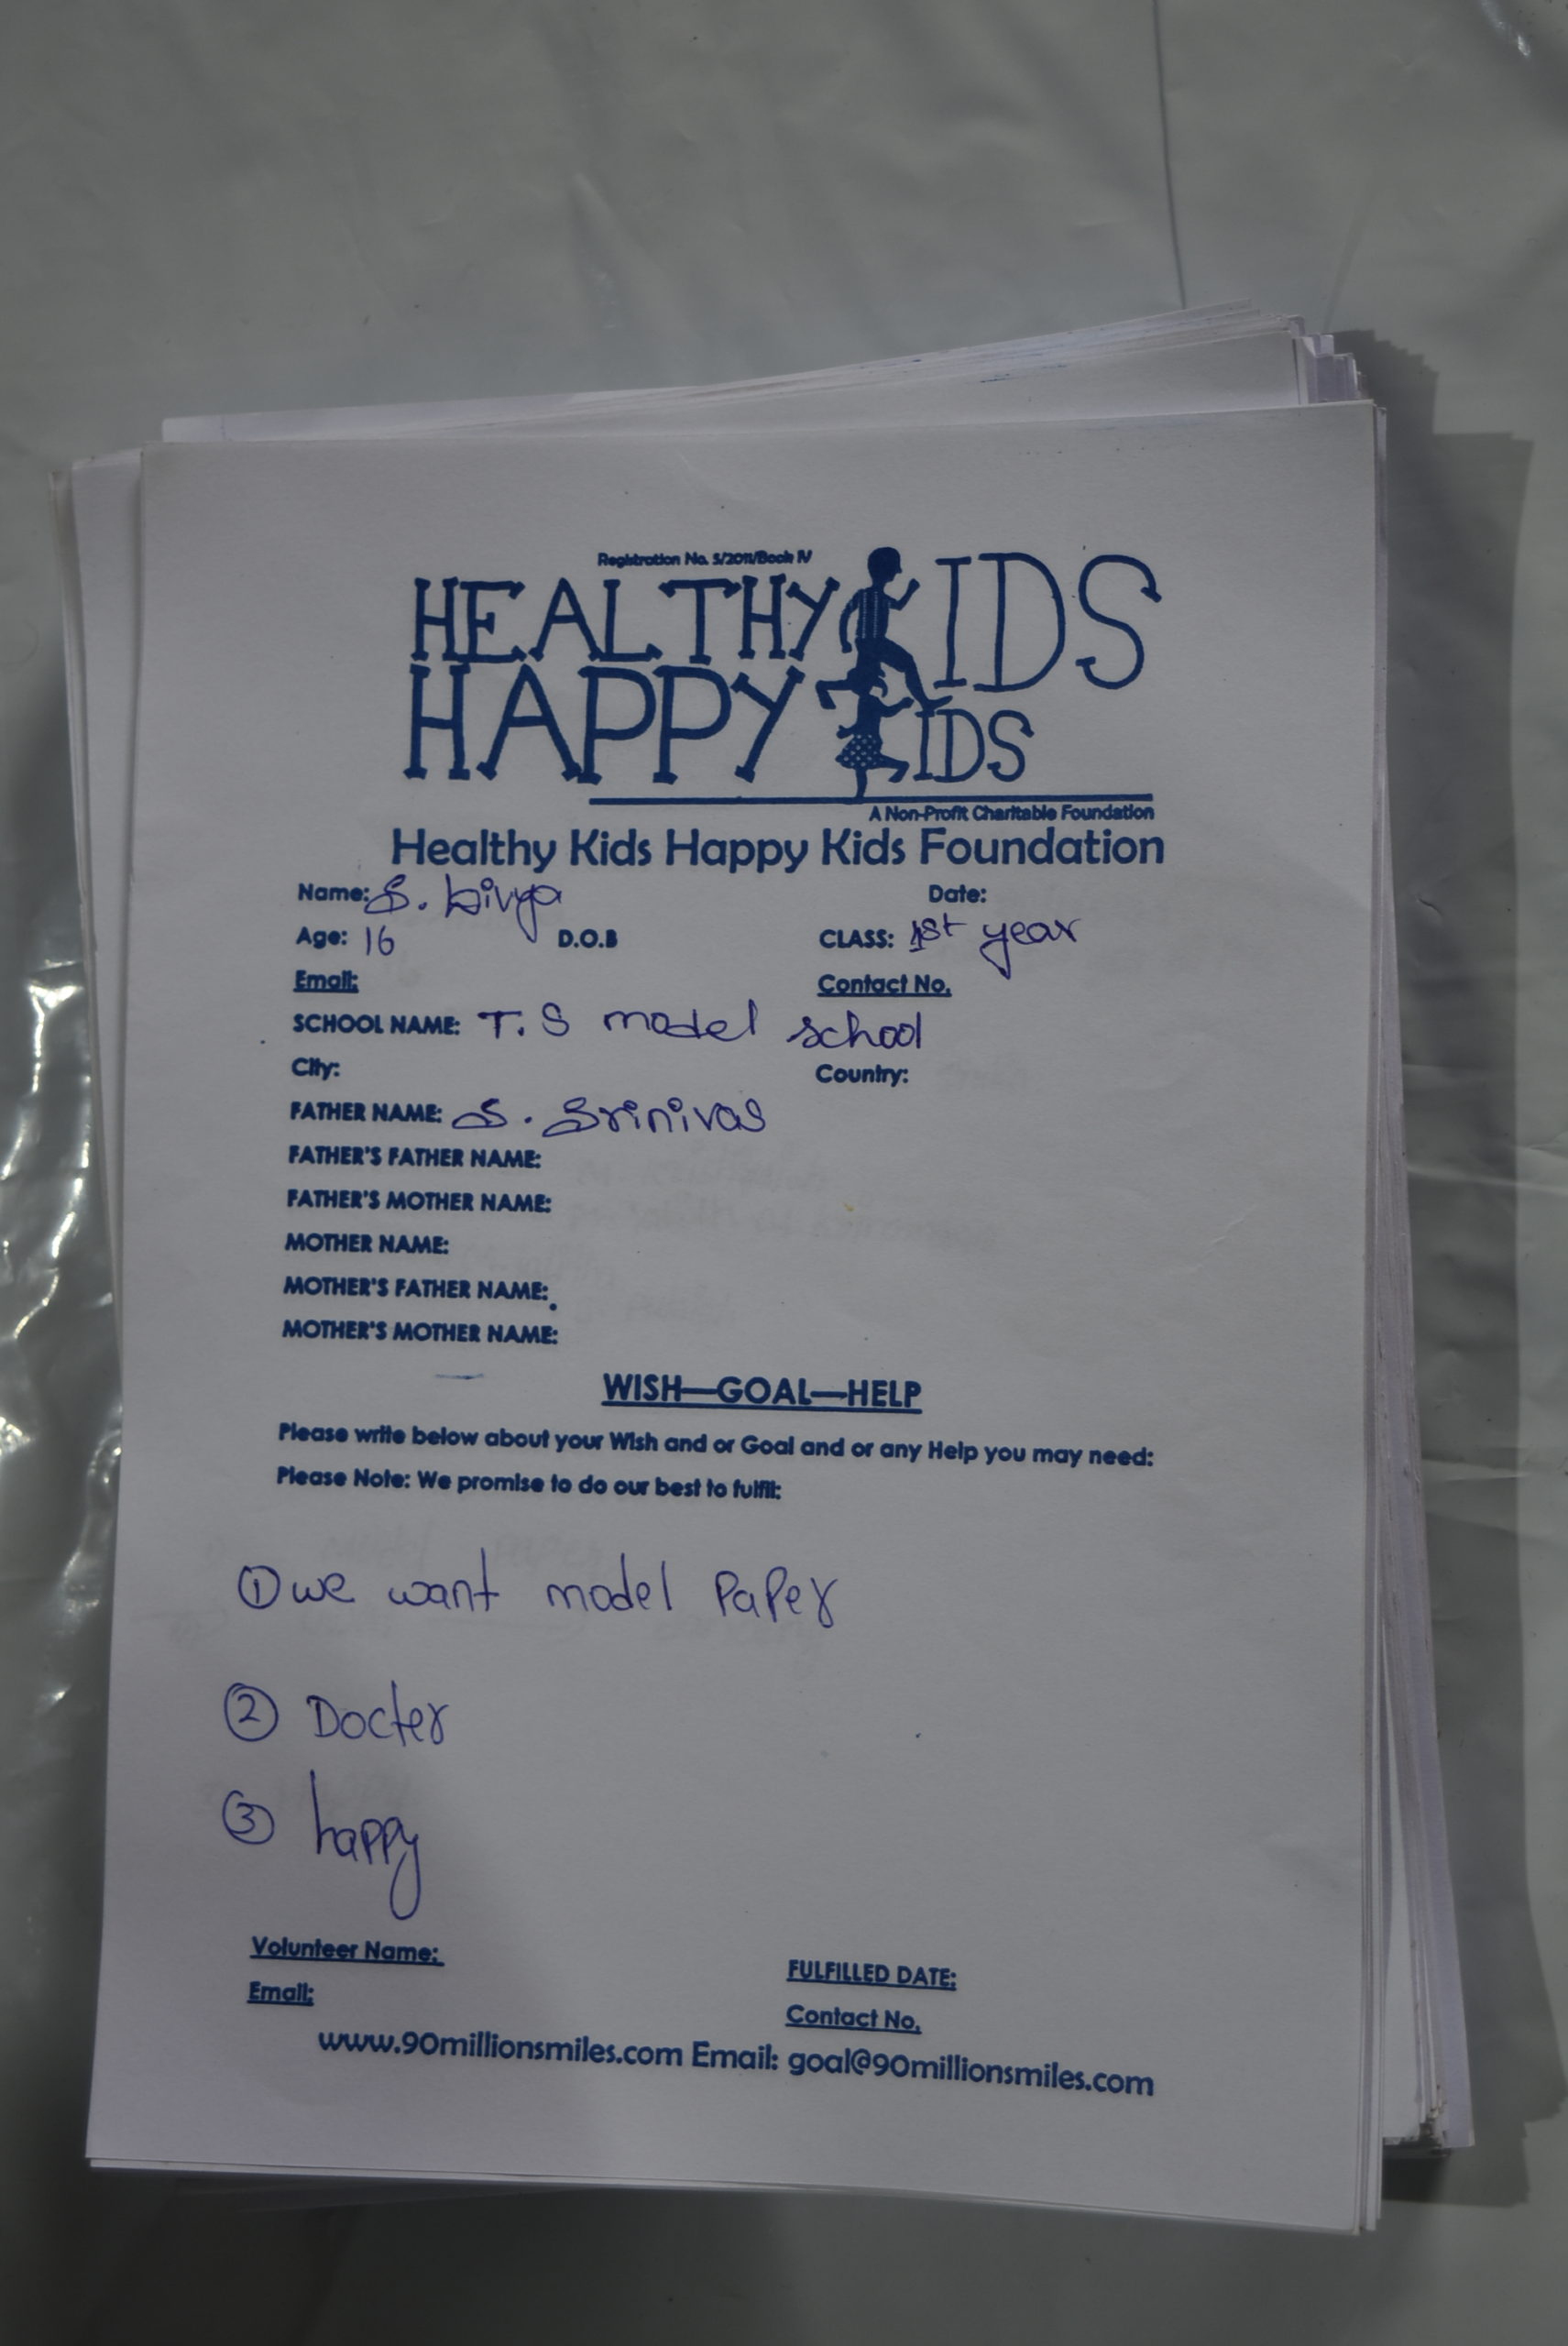 Registration No. 5/2011/Book IV
HEALTHY KIDS
HAPPY KIDS
A Non-Profit Charitable Foundation
Healthy Kids Happy Kids Foundation
Name: S. Divya Date:
Age: 16 D.O.B CLASS: 1st year
Email: Contact No.
SCHOOL NAME: T. S model school
City: Country:
FATHER NAME: S. Srinivas
FATHER'S FATHER NAME:
FATHER'S MOTHER NAME:
MOTHER NAME:
MOTHER'S FATHER NAME:
MOTHER'S MOTHER NAME:
WISH—GOAL—HELP
Please write below about your Wish and or Goal and or any Help you may need:
Please Note: We promise to do our best to fulfil:
① we want model PaPer
② Docter
③ happy
Volunteer Name: FULFILLED DATE:
Email: Contact No.
www.90millionsmiles.com Email: goal@90millionsmiles.com